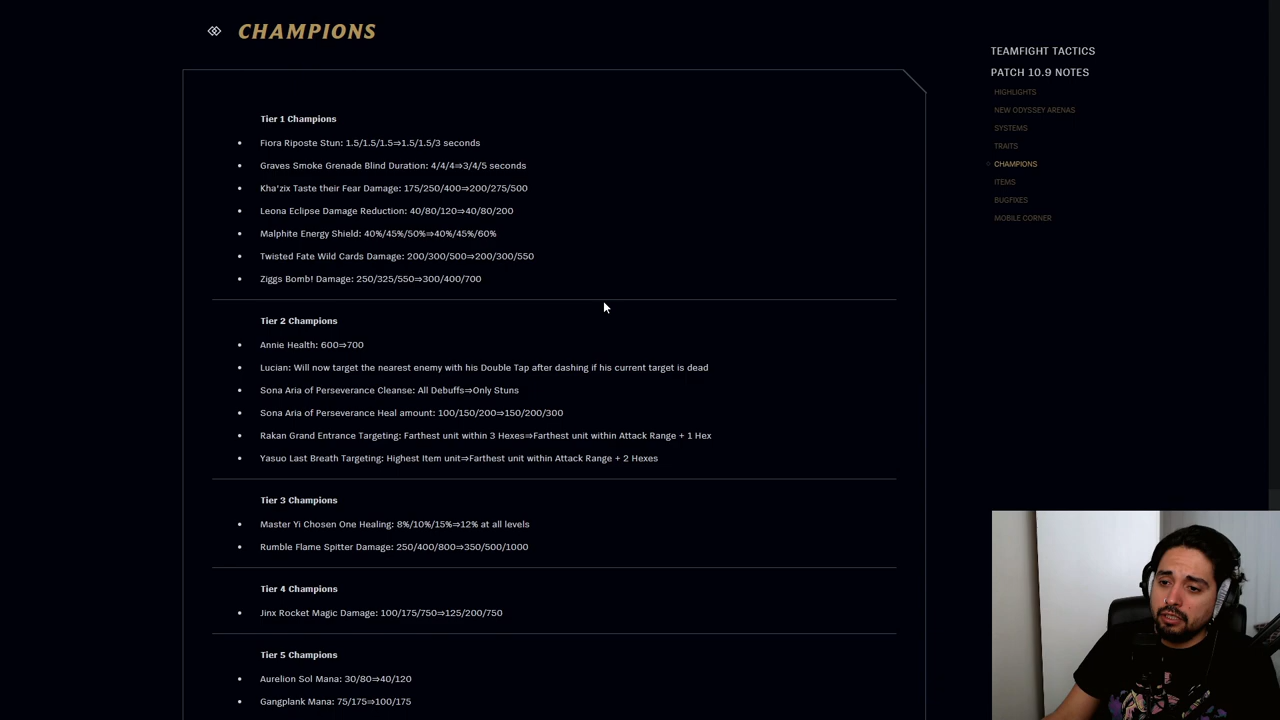 CHAMPIONS
Tier 1 Champions
• Fiora Riposte Stun: 1.5/1.5/1.5⇒1.5/1.5/3 seconds
• Graves Smoke Grenade Blind Duration: 4/4/4⇒3/4/5 seconds
• Kha'zix Taste their Fear Damage: 175/250/400⇒200/275/500
• Leona Eclipse Damage Reduction: 40/80/120⇒40/80/200
• Malphite Energy Shield: 40%/45%/50%⇒40%/45%/60%
• Twisted Fate Wild Cards Damage: 200/300/500⇒200/300/550
• Ziggs Bomb! Damage: 250/325/550⇒300/400/700
Tier 2 Champions
• Annie Health: 600⇒700
• Lucian: Will now target the nearest enemy with his Double Tap after dashing if his current target is dead
• Sona Aria of Perseverance Cleanse: All Debuffs⇒Only Stuns
• Sona Aria of Perseverance Heal amount: 100/150/200⇒150/200/300
• Rakan Grand Entrance Targeting: Farthest unit within 3 Hexes⇒Farthest unit within Attack Range + 1 Hex
• Yasuo Last Breath Targeting: Highest Item unit⇒Farthest unit within Attack Range + 2 Hexes
Tier 3 Champions
• Master Yi Chosen One Healing: 8%/10%/15%⇒12% at all levels
• Rumble Flame Spitter Damage: 250/400/800⇒350/500/1000
Tier 4 Champions
• Jinx Rocket Magic Damage: 100/175/750⇒125/200/750
Tier 5 Champions
• Aurelion Sol Mana: 30/80⇒40/120
• Gangplank Mana: 75/175⇒100/175
TEAMFIGHT TACTICS
PATCH 10.9 NOTES
HIGHLIGHTS
NEW ODYSSEY ARENAS
SYSTEMS
TRAITS
CHAMPIONS
ITEMS
BUGFIXES
MOBILE CORNER